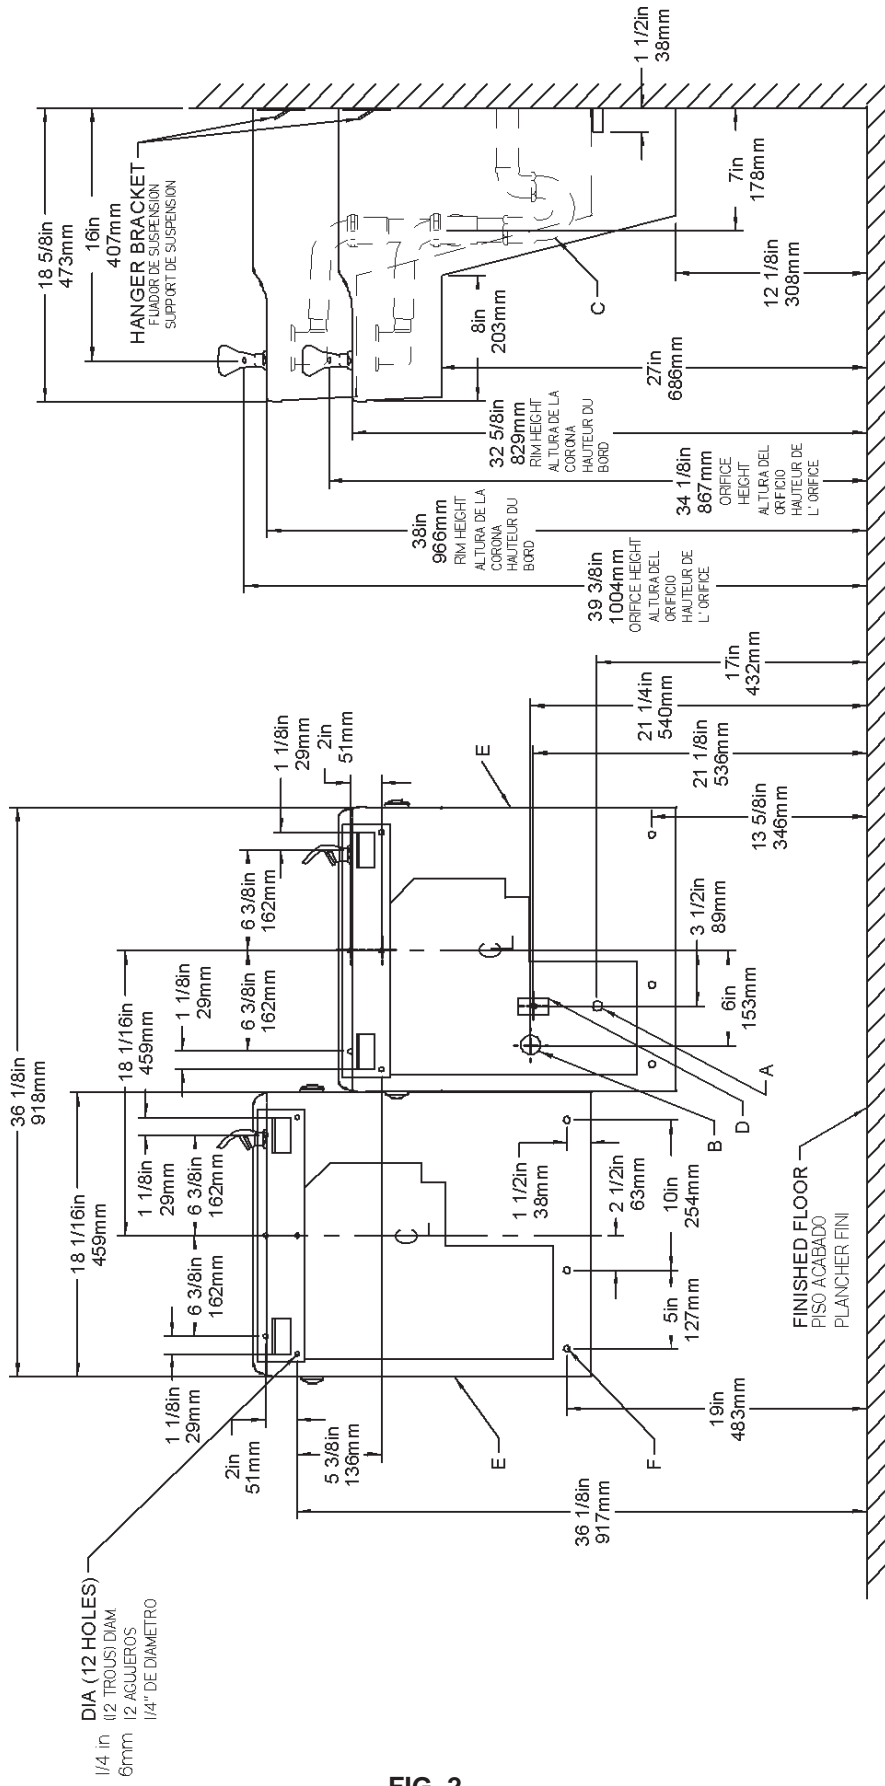 18 5/8in
473mm
16in
407mm
HANGER BRACKET
FIJADOR DE SUSPENSION
SUPPORT DE SUSPENSION
1 1/2in
38mm
7in
178mm
12 1/8in
308mm
C
8in
203mm
27in
686mm
32 5/8in
829mm
RIM HEIGHT
ALTURA DE LA
CORONA
HAUTEUR DU
BORD
34 1/8in
867mm
ORIFICE
HEIGHT
ALTURA DEL
ORIFICIO
HAUTEUR DE
L' ORIFICE
38in
966mm
RIM HEIGHT
ALTURA DE LA
CORONA
HAUTEUR DU
BORD
39 3/8in
1004mm
ORIFICE HEIGHT
ALTURA DEL
ORIFICIO
HAUTEUR DE
L' ORIFICE
36 1/8in
918mm
18 1/16in
459mm
18 1/16in
459mm
1 1/8in
29mm
2in
51mm
6 3/8in
162mm
6 3/8in
162mm
1 1/8in
29mm
E
CL
17in
432mm
21 1/4in
540mm
21 1/8in
536mm
13 5/8in
346mm
3 1/2in
89mm
6in
153mm
A
D
B
1 1/8in
29mm
6 3/8in
162mm
6 3/8in
162mm
1 1/8in
29mm
2in
51mm
5 3/8in
136mm
CL
1 1/2in
38mm
2 1/2in
63mm
10in
254mm
5in
127mm
E
F
19in
483mm
36 1/8in
917mm
FINISHED FLOOR
PISO ACABADO
PLANCHER FINI
1/4 in DIA (12 HOLES)
6mm (12 TROUS) DIAM.
12 AGUJEROS
1/4" DE DIAMETRO
FIG. 2